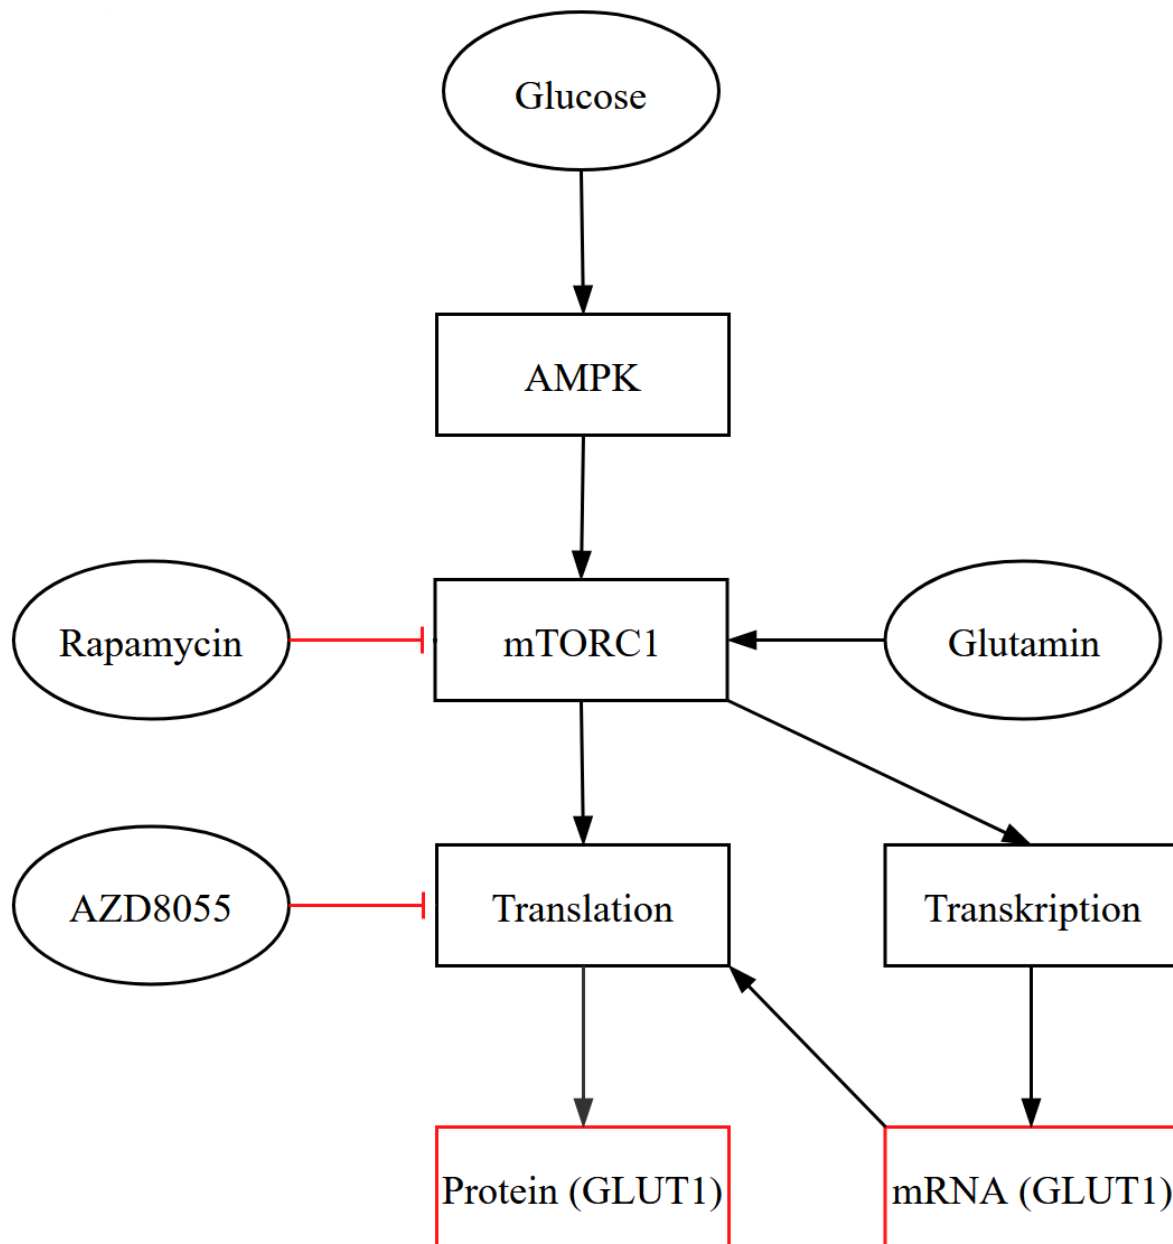 Glucose
AMPK
Rapamycin
mTORC1
Glutamin
AZD8055
Translation
Transkription
Protein (GLUT1)
mRNA (GLUT1)